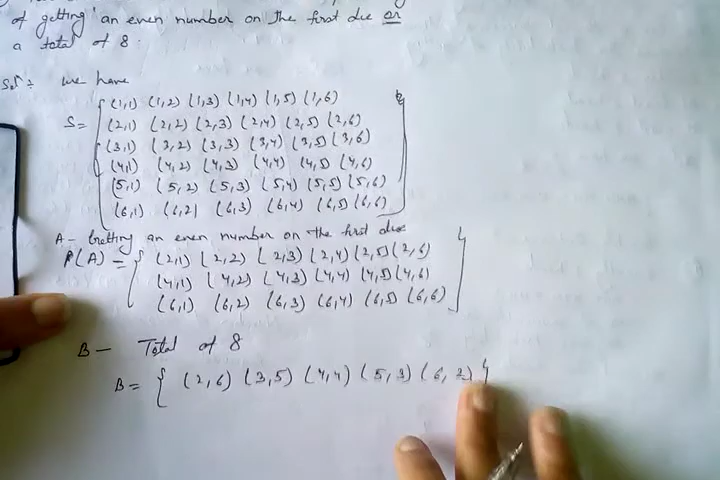 of getting an even number on the first die or
a total of 8.
Solⁿ: we have
S= { (1,1) (1,2) (1,3) (1,4) (1,5) (1,6)
(2,1) (2,2) (2,3) (2,4) (2,5) (2,6)
(3,1) (3,2) (3,3) (3,4) (3,5) (3,6)
(4,1) (4,2) (4,3) (4,4) (4,5) (4,6)
(5,1) (5,2) (5,3) (5,4) (5,5) (5,6)
(6,1) (6,2) (6,3) (6,4) (6,5) (6,6) }
A- Getting an even number on the first die
P(A) = { (2,1) (2,2) (2,3) (2,4) (2,5) (2,6)
(4,1) (4,2) (4,3) (4,4) (4,5) (4,6)
(6,1) (6,2) (6,3) (6,4) (6,5) (6,6) }
B- Total of 8
B= { (2,6) (3,5) (4,4) (5,3) (6,2) }